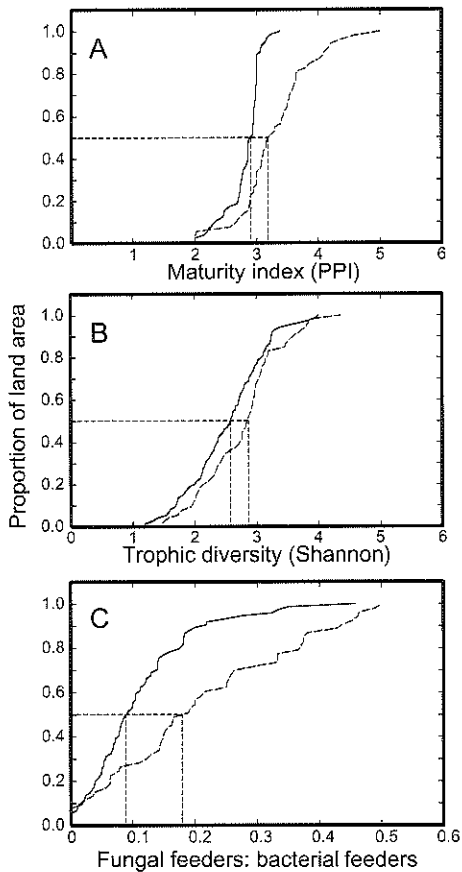 A
1.0
0.8
0.6
0.4
0.2
0.0
0 1 2 3 4 5 6
Maturity index (PPI)
Proportion of land area
B
1.0
0.8
0.6
0.4
0.2
0.0
0 1 2 3 4 5 6
Trophic diversity (Shannon)
C
1.0
0.8
0.6
0.4
0.2
0.0
0 0.1 0.2 0.3 0.4 0.5 0.6
Fungal feeders: bacterial feeders